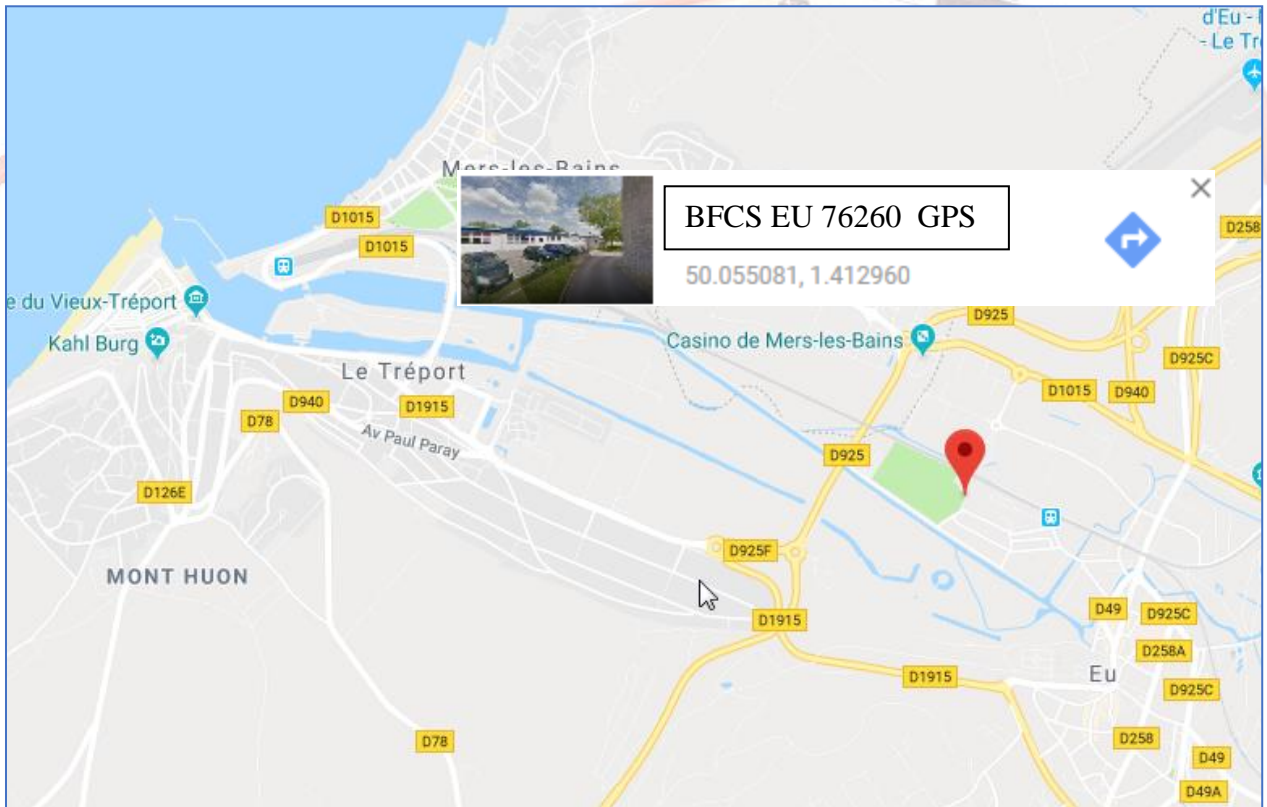 d'Eu -
- Le Tr
Mers-les-Bains
BFCS EU 76260 GPS
50.055081, 1.412960
D1015
D1015
D258
e du Vieux-Tréport
Kahl Burg
D925
Casino de Mers-les-Bains
D925C
Le Tréport
D1015
D940
D940
D1915
D78
Av Paul Paray
D925
D126E
D925F
MONT HUON
D49
D925C
D1915
D258A
Eu
D1915
D925C
D78
D258
D49
D49A